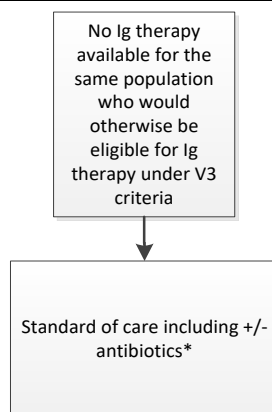 No Ig therapy
available for the
same population
who would
otherwise be
eligible for Ig
therapy under V3
criteria
Standard of care including +/-
antibiotics*